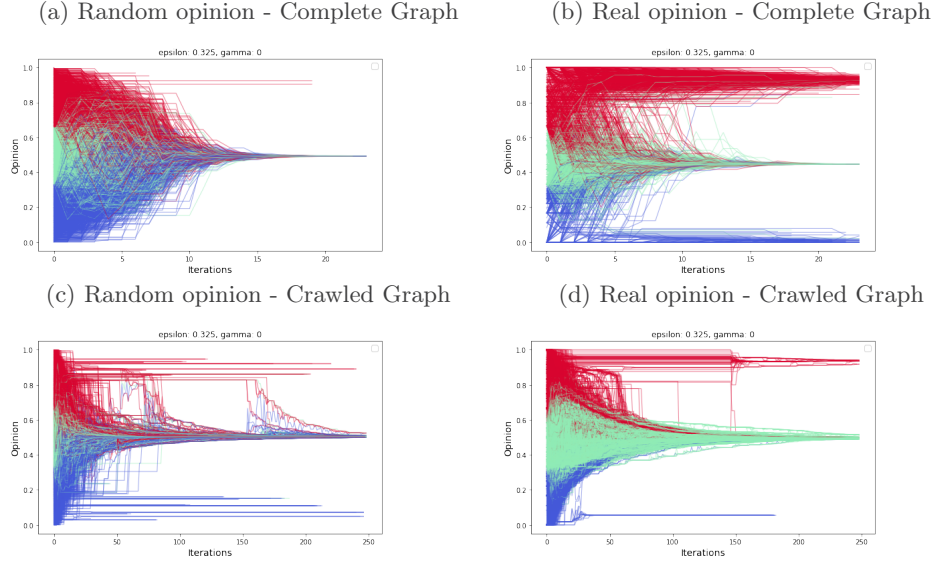 (a) Random opinion - Complete Graph
(b) Real opinion - Complete Graph
epsilon: 0.325, gamma: 0
epsilon: 0.325, gamma: 0
1.0
0.8
0.6
0.4
0.2
0.0
Opinion
0 5 10 15 20
Iterations
1.0
0.8
0.6
0.4
0.2
0.0
Opinion
0 5 10 15 20
Iterations
(c) Random opinion - Crawled Graph
(d) Real opinion - Crawled Graph
epsilon: 0.325, gamma: 0
epsilon: 0.325, gamma: 0
1.0
0.8
0.6
0.4
0.2
0.0
Opinion
0 50 100 150 200 250
Iterations
1.0
0.8
0.6
0.4
0.2
0.0
Opinion
0 50 100 150 200 250
Iterations